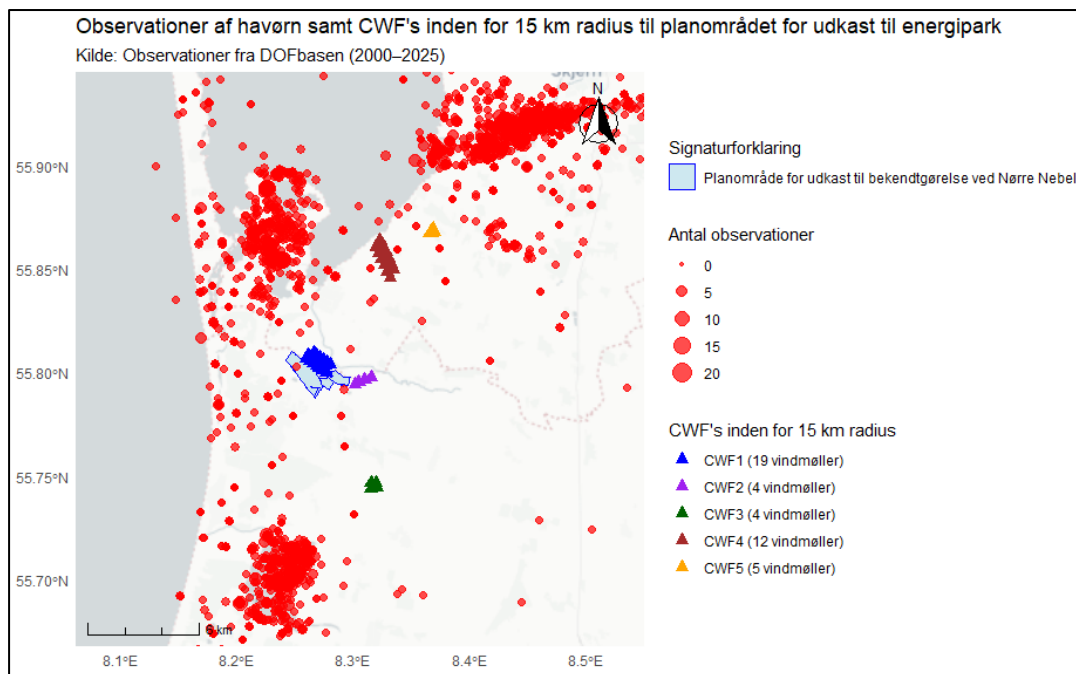 Observationer af havørn samt CWF's inden for 15 km radius til planområdet for udkast til energipark
Kilde: Observationer fra DOFbasen (2000–2025)
Skjern
N
55.90°N
55.85°N
55.80°N
55.75°N
55.70°N
5 km
8.1°E
8.2°E
8.3°E
8.4°E
8.5°E
Signaturforklaring
Planområde for udkast til bekendtgørelse ved Nørre Nebel
Antal observationer
0
5
10
15
20
CWF's inden for 15 km radius
CWF1 (19 vindmøller)
CWF2 (4 vindmøller)
CWF3 (4 vindmøller)
CWF4 (12 vindmøller)
CWF5 (5 vindmøller)